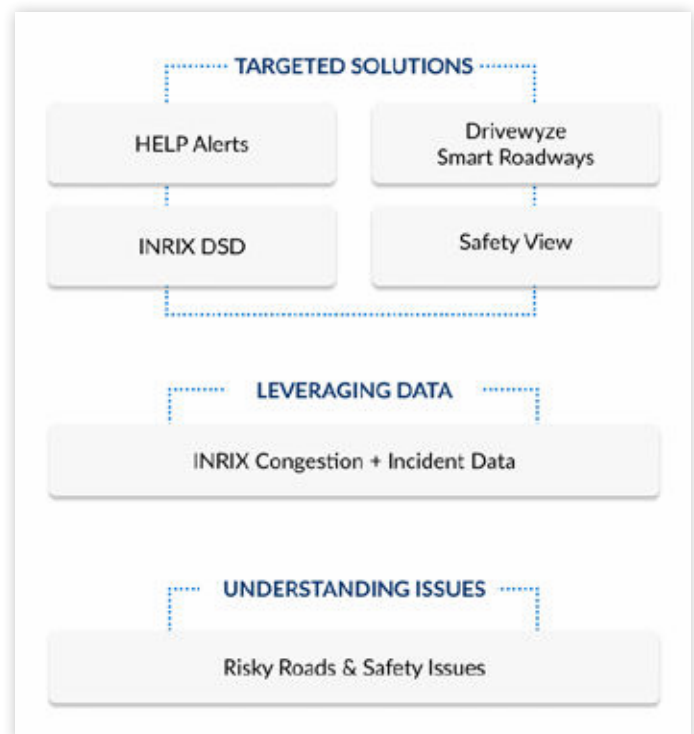 TARGETED SOLUTIONS
HELP Alerts
Drivewyze
Smart Roadways
INRIX DSD
Safety View
LEVERAGING DATA
INRIX Congestion + Incident Data
UNDERSTANDING ISSUES
Risky Roads & Safety Issues